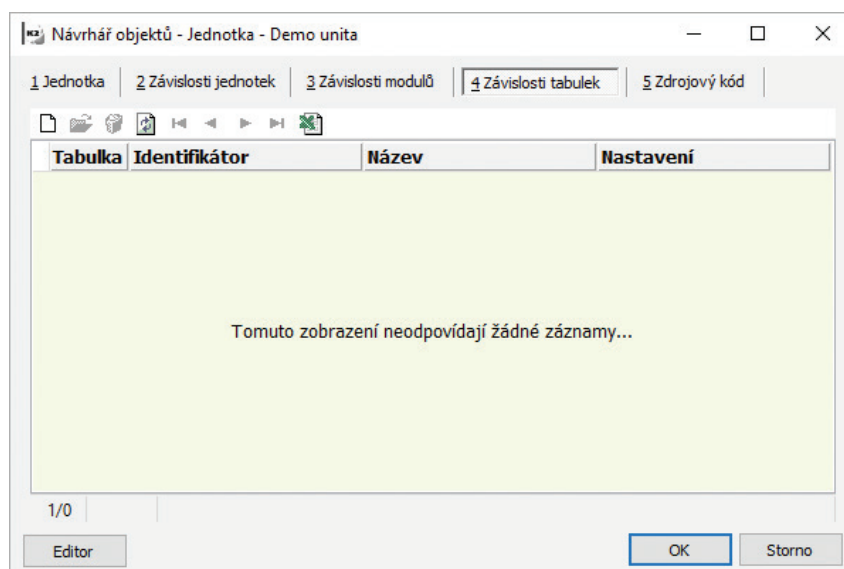 K2 Návrhář objektů - Jednotka - Demo unita
1 Jednotka 2 Závislosti jednotek 3 Závislosti modulů 4 Závislosti tabulek 5 Zdrojový kód
Tabulka Identifikátor Název Nastavení
Tomuto zobrazení neodpovídají žádné záznamy...
1/0
Editor OK Storno